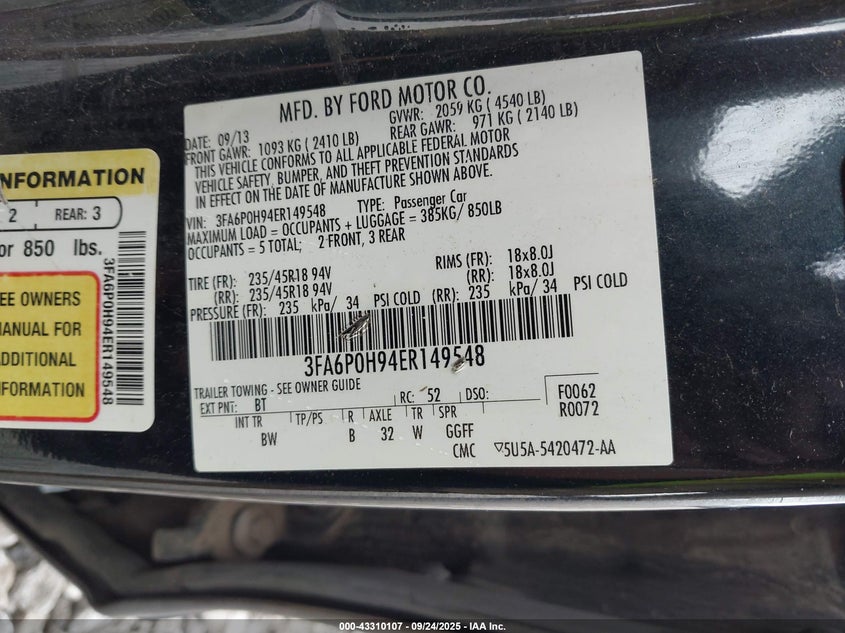 NFORMATION
2 REAR: 3
or 850 lbs.
EE OWNERS
MANUAL FOR
ADDITIONAL
NFORMATION
3FA6P0H94ER149548
MFD. BY FORD MOTOR CO.
DATE: 09/13 GVWR: 2059 KG ( 4540 LB)
FRONT GAWR: 1093 KG ( 2410 LB) REAR GAWR: 971 KG ( 2140 LB)
THIS VEHICLE CONFORMS TO ALL APPLICABLE FEDERAL MOTOR
VEHICLE SAFETY, BUMPER, AND THEFT PREVENTION STANDARDS
IN EFFECT ON THE DATE OF MANUFACTURE SHOWN ABOVE.
VIN: 3FA6P0H94ER149548 TYPE: Passenger Car
MAXIMUM LOAD = OCCUPANTS + LUGGAGE = 385KG/ 850LB
OCCUPANTS = 5 TOTAL; 2 FRONT, 3 REAR
TIRE (FR): 235/45R18 94V RIMS (FR): 18x8.0J
(RR): 235/45R18 94V (RR): 18x8.0J
PRESSURE (FR): 235 kPa/ 34 PSI COLD (RR): 235 kPa/ 34 PSI COLD
3FA6P0H94ER149548
TRAILER TOWING - SEE OWNER GUIDE
EXT PNT: BT RC: 52 DSO: F0062
R0072
INT TR TP/PS R AXLE TR SPR
BW B 32 W GGFF
CMC ▽5U5A-5420472-AA
000-43310107 - 09/24/2025 - IAA Inc.